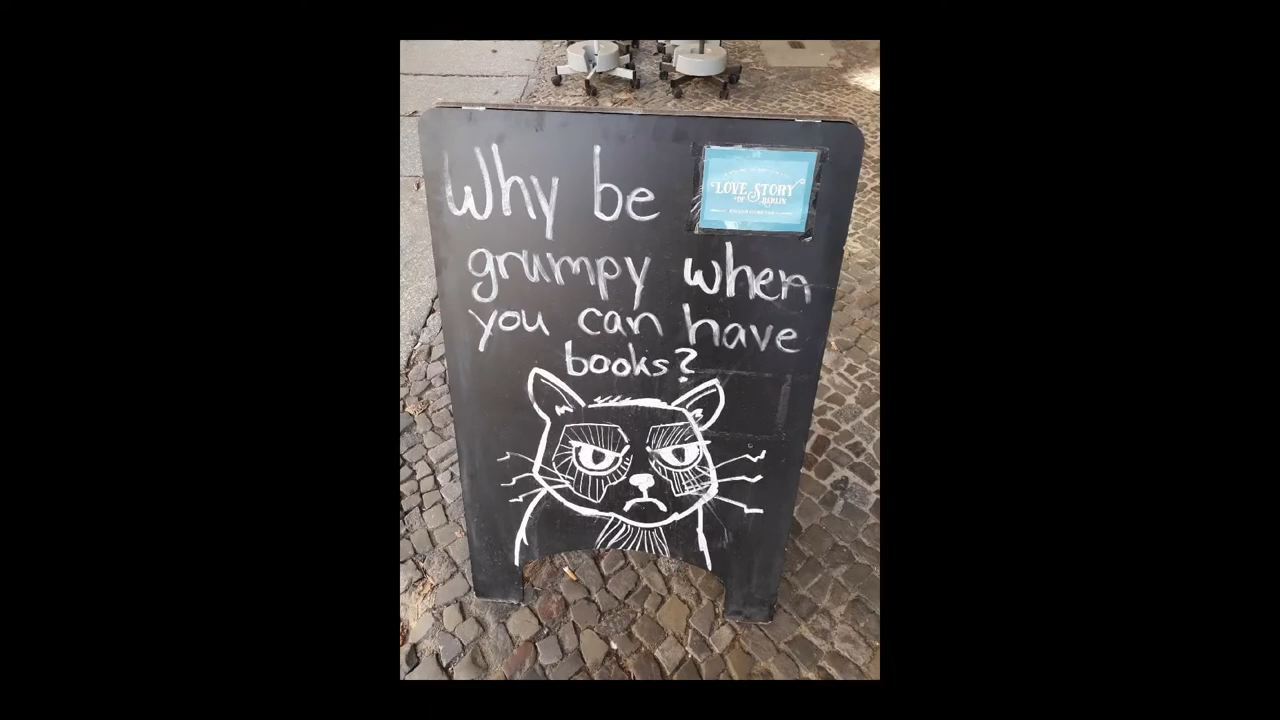 Why be
LOVE STORY
OF BERLIN
grumpy when
you can have
books?